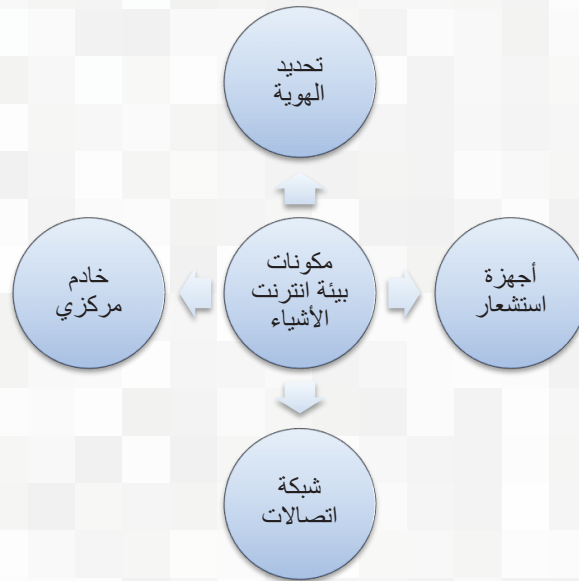 تحديد
الهوية
خادم
مركزي
مكونات
بيئة انترنت
الأشياء
أجهزة
استشعار
شبكة
اتصالات